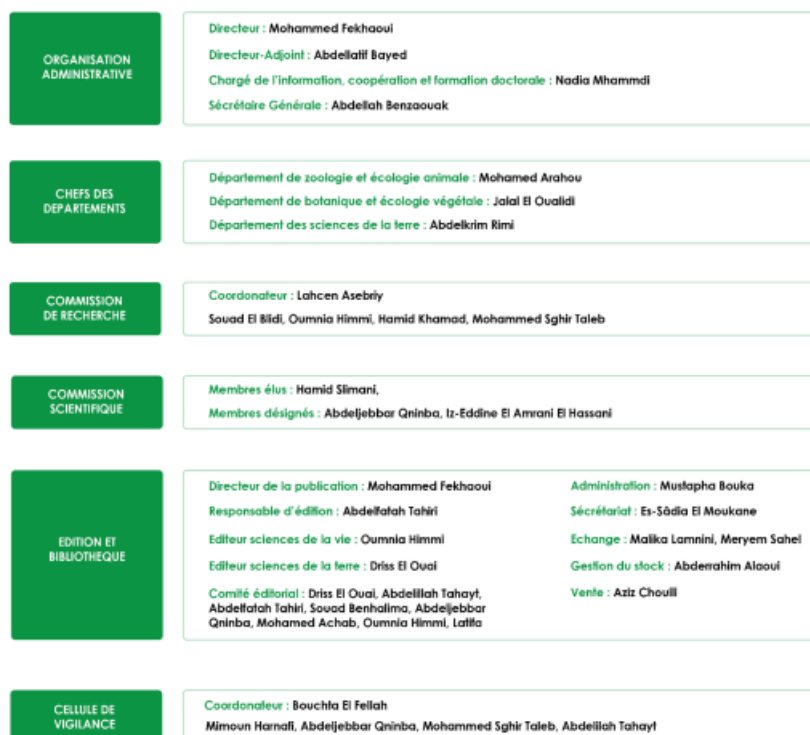 ORGANISATION
ADMINISTRATIVE
Directeur : Mohammed Fekhaoui
Directeur-Adjoint : Abdellatif Bayed
Chargé de l'information, coopération et formation doctorale : Nadia Mhammdi
Sécrétaire Générale : Abdellah Benzaouak
CHEFS DES
DEPARTEMENTS
Département de zoologie et écologie animale : Mohamed Arahou
Département de botanique et écologie végétale : Jalal El Oualidi
Département des sciences de la terre : Abdelkrim Rimi
COMMISSION
DE RECHERCHE
Coordonateur : Lahcen Asebriy
Souad El Blidi, Oumnia Himmi, Hamid Khamad, Mohammed Sghir Taleb
COMMISSION
SCIENTIFIQUE
Membres élus : Hamid Slimani,
Membres désignés : Abdeljebbar Qninba, Iz-Eddine El Amrani El Hassani
EDITION ET
BIBLIOTHEQUE
Directeur de la publication : Mohammed Fekhaoui
Responsable d'édition : Abdelfatah Tahiri
Editeur sciences de la vie : Oumnia Himmi
Editeur sciences de la terre : Driss El Ouai
Comité éditorial : Driss El Ouai, Abdelillah Tahayt,
Abdelfatah Tahiri, Souad Benhalima, Abdeljebbar
Qninba, Mohamed Achab, Oumnia Himmi, Latifa
Administration : Mustapha Bouka
Sécrétariat : Es-Sâdia El Moukane
Echange : Malika Lamnini, Meryem Sahel
Gestion du stock : Abderrahim Alaoui
Vente : Aziz Chouili
CELLULE DE
VIGILANCE
Coordonateur : Bouchta El Fellah
Mimoun Harnafi, Abdeljebbar Qninba, Mohammed Sghir Taleb, Abdelilah Tahayt